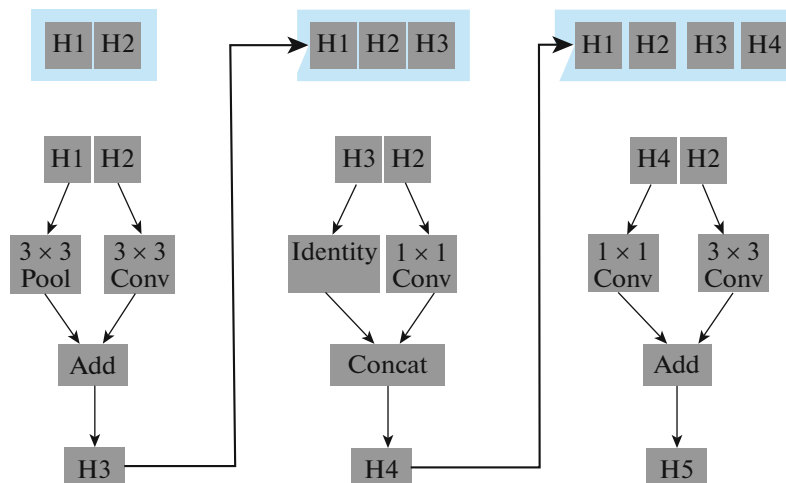 H1 H2
H1 H2 H3
H1 H2 H3 H4
H1 H2
H3 H2
H4 H2
3 × 3
Pool
3 × 3
Conv
Identity
1 × 1
Conv
1 × 1
Conv
3 × 3
Conv
Add
Concat
Add
H3
H4
H5